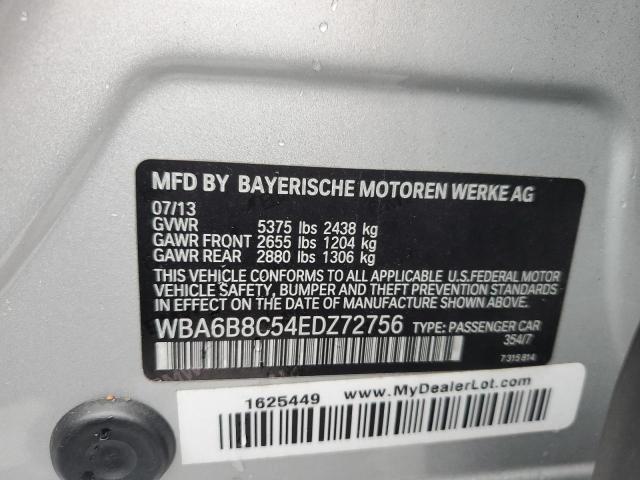 MFD BY BAYERISCHE MOTOREN WERKE AG
07/13
GVWR 5375 lbs 2438 kg
GAWR FRONT 2655 lbs 1204 kg
GAWR REAR 2880 lbs 1306 kg
THIS VEHICLE CONFORMS TO ALL APPLICABLE U.S.FEDERAL MOTOR
VEHICLE SAFETY, BUMPER AND THEFT PREVENTION STANDARDS
IN EFFECT ON THE DATE OF MANUFACTURE SHOWN ABOVE.
WBA6B8C54EDZ72756 TYPE: PASSENGER CAR
354/7
7 315 814
1625449 www.MyDealerLot.com